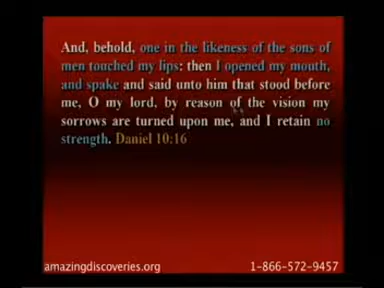 And, behold, one in the likeness of the sons of
men touched my lips: then I opened my mouth,
and spake and said unto him that stood before
me, O my lord, by reason of the vision my
sorrows are turned upon me, and I retain no
strength. Daniel 10:16
amazingdiscoveries.org 1-866-572-9457